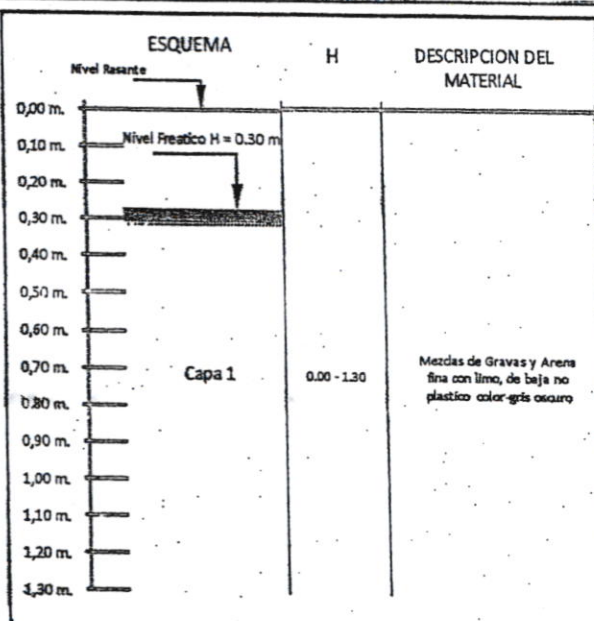 ESQUEMA
H
DESCRIPCION DEL
MATERIAL
Nivel Rasante
0,00 m.
Nivel Freatico H = 0.30 m
0,10 m.
0,20 m.
0,30 m.
0,40 m.
0,50 m.
0,60 m.
0,70 m.
0,80 m.
0,90 m.
1,00 m.
1,10 m.
1,20 m.
1,30 m.
Capa 1
0.00 - 1.30
Mezclas de Gravas y Arena
fina con limo, de baja no
plastico color-gris oscuro